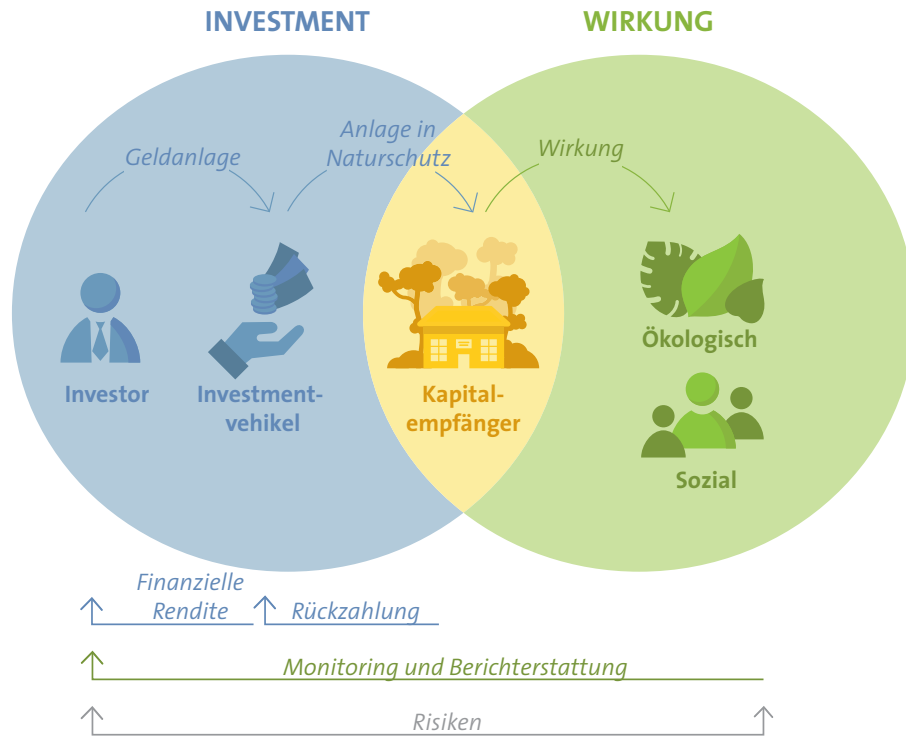 INVESTMENT
WIRKUNG
Geldanlage
Anlage in
Naturschutz
Wirkung
Investor
Investment-
vehikel
Kapital-
empfänger
Ökologisch
Sozial
Finanzielle
Rendite
Rückzahlung
Monitoring und Berichterstattung
Risiken